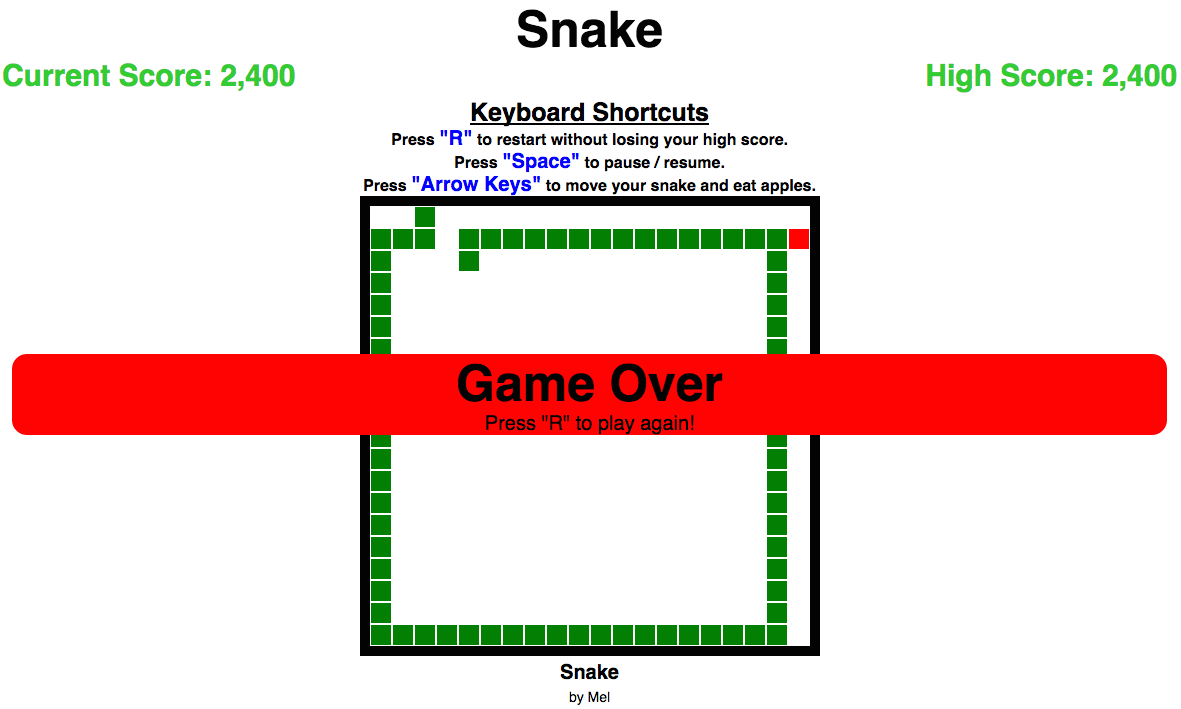 Snake
Current Score: 2,400
High Score: 2,400
Keyboard Shortcuts
Press "R" to restart without losing your high score.
Press "Space" to pause / resume.
Press "Arrow Keys" to move your snake and eat apples.
Game Over
Press "R" to play again!
Snake
by Mel